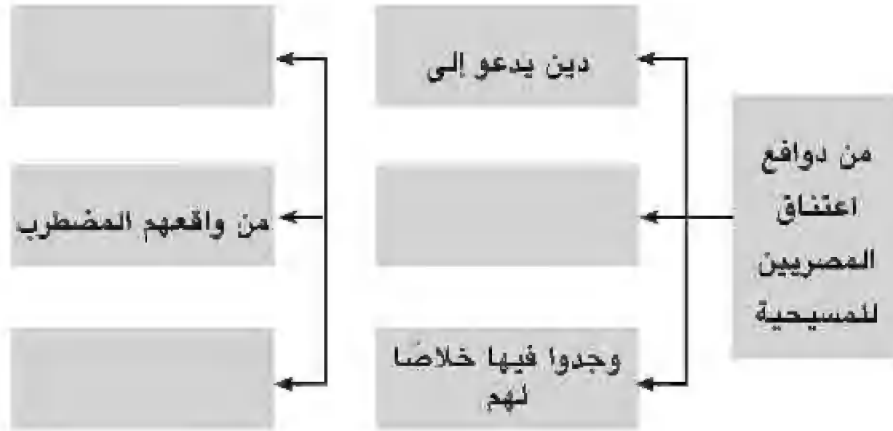 من دوافع
اعتناق
المصريين
للمسيحية
دين يدعو إلى
وجدوا فيها خلاصًا
لهم
من واقعهم المضطرب